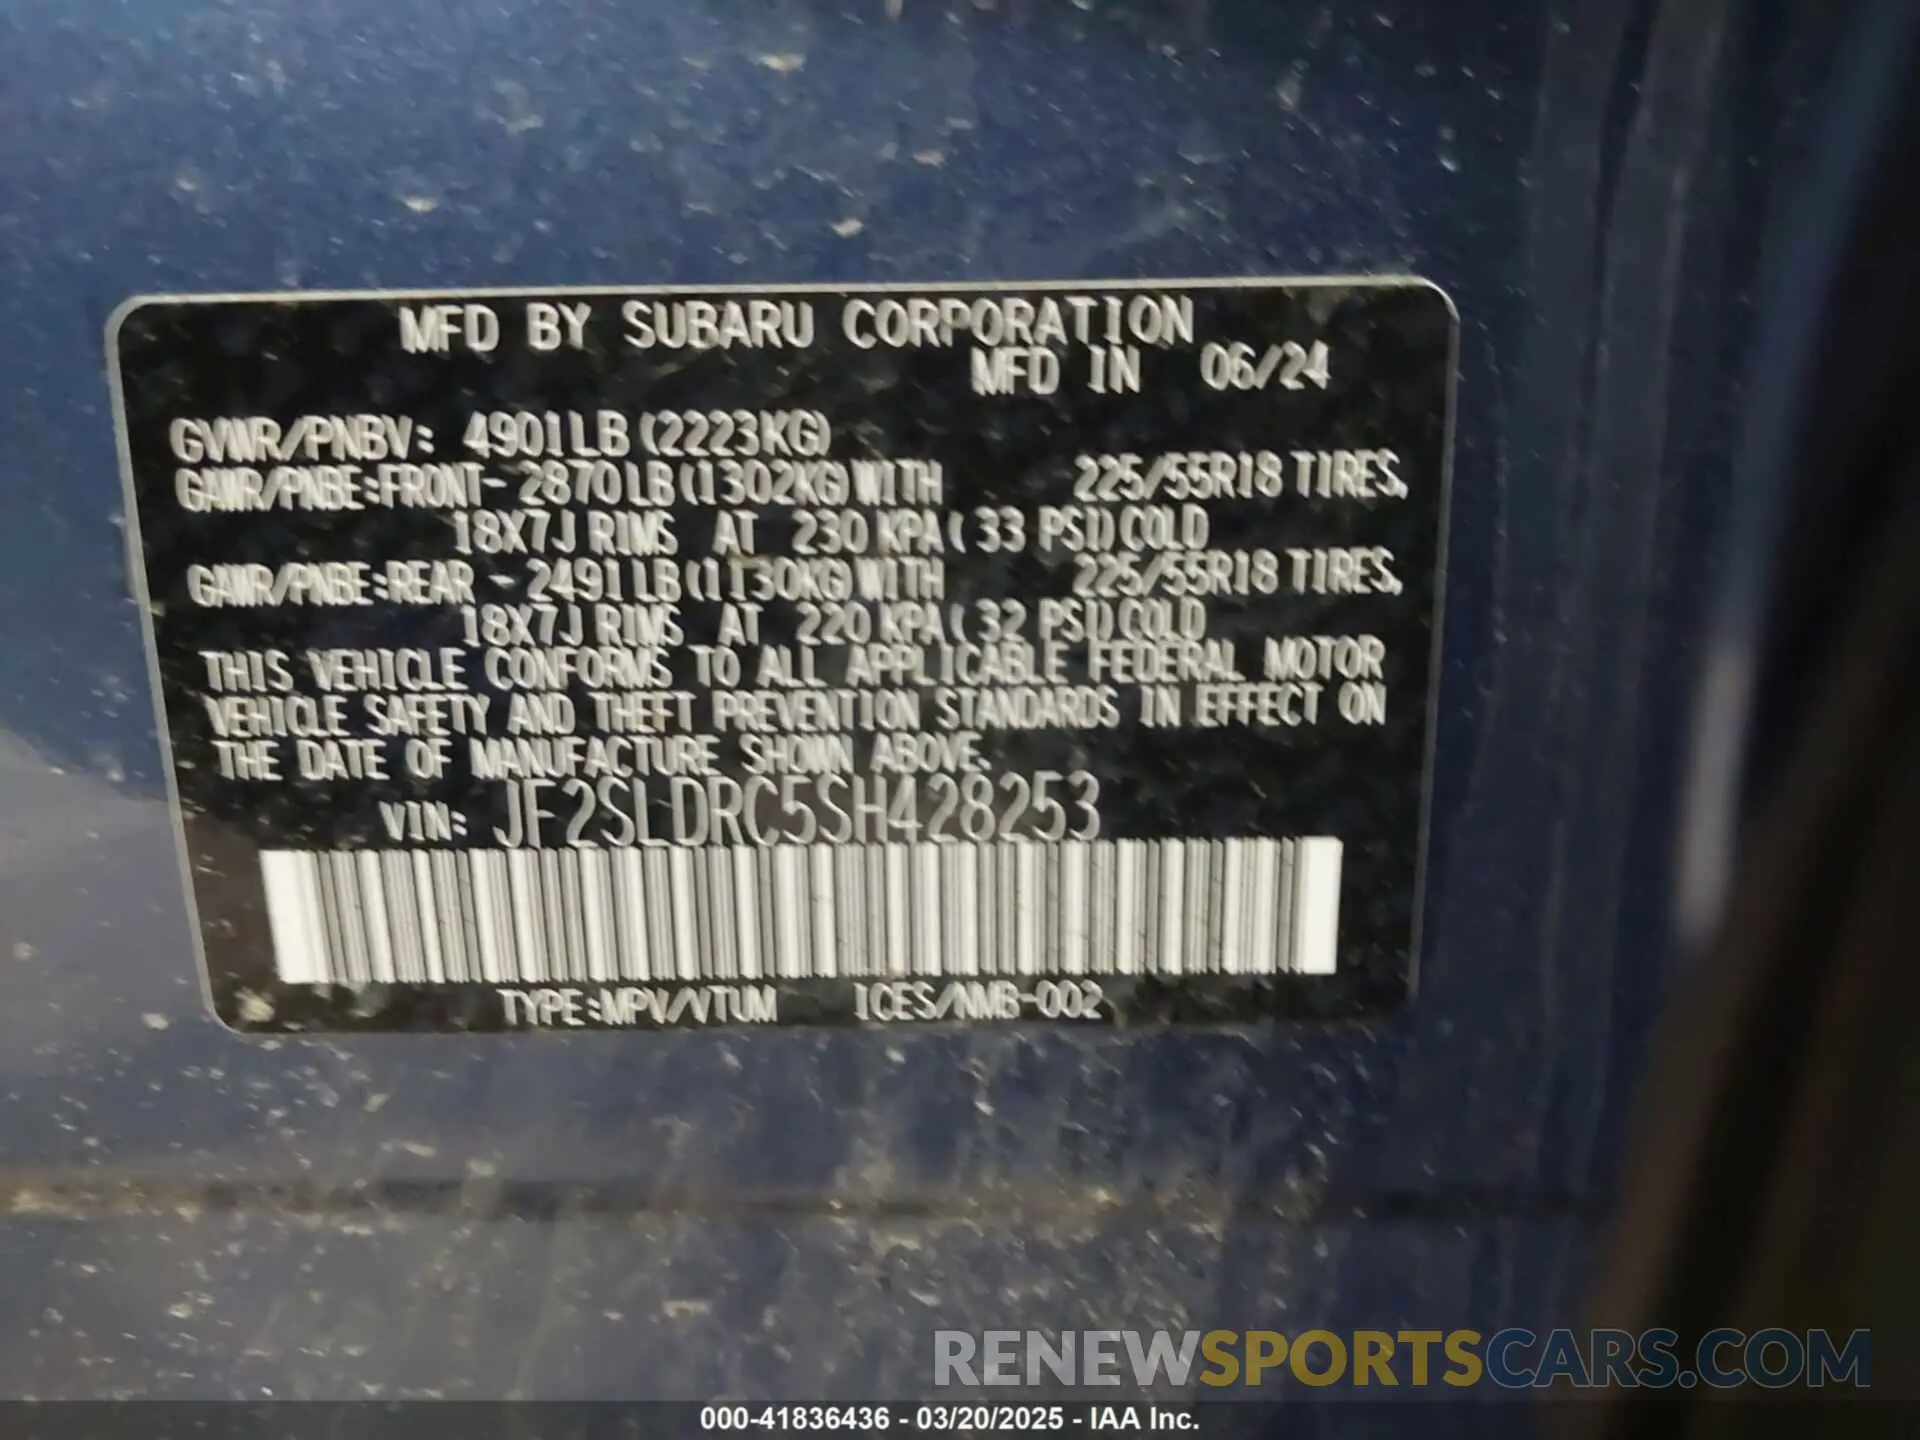 MFD BY SUBARU CORPORATION
MFD IN 06/24
GVWR/PNBV: 4901LB (2223KG)
GAWR/PNBE:FRONT- 2870LB(1302KG)WITH 225/55R18 TIRES,
18X7J RIMS AT 230 KPA( 33 PSI)COLD
GAWR/PNBE:REAR - 2491LB(1130KG)WITH 225/55R18 TIRES,
18X7J RIMS AT 220 KPA( 32 PSI)COLD
THIS VEHICLE CONFORMS TO ALL APPLICABLE FEDERAL MOTOR
VEHICLE SAFETY AND THEFT PREVENTION STANDARDS IN EFFECT ON
THE DATE OF MANUFACTURE SHOWN ABOVE.
VIN: JF2SLDRC5SH428253
TYPE:MPV/VTUM ICES/NMB-002
RENEWSPORTSCARS.COM
000-41836436 - 03/20/2025 - IAA Inc.